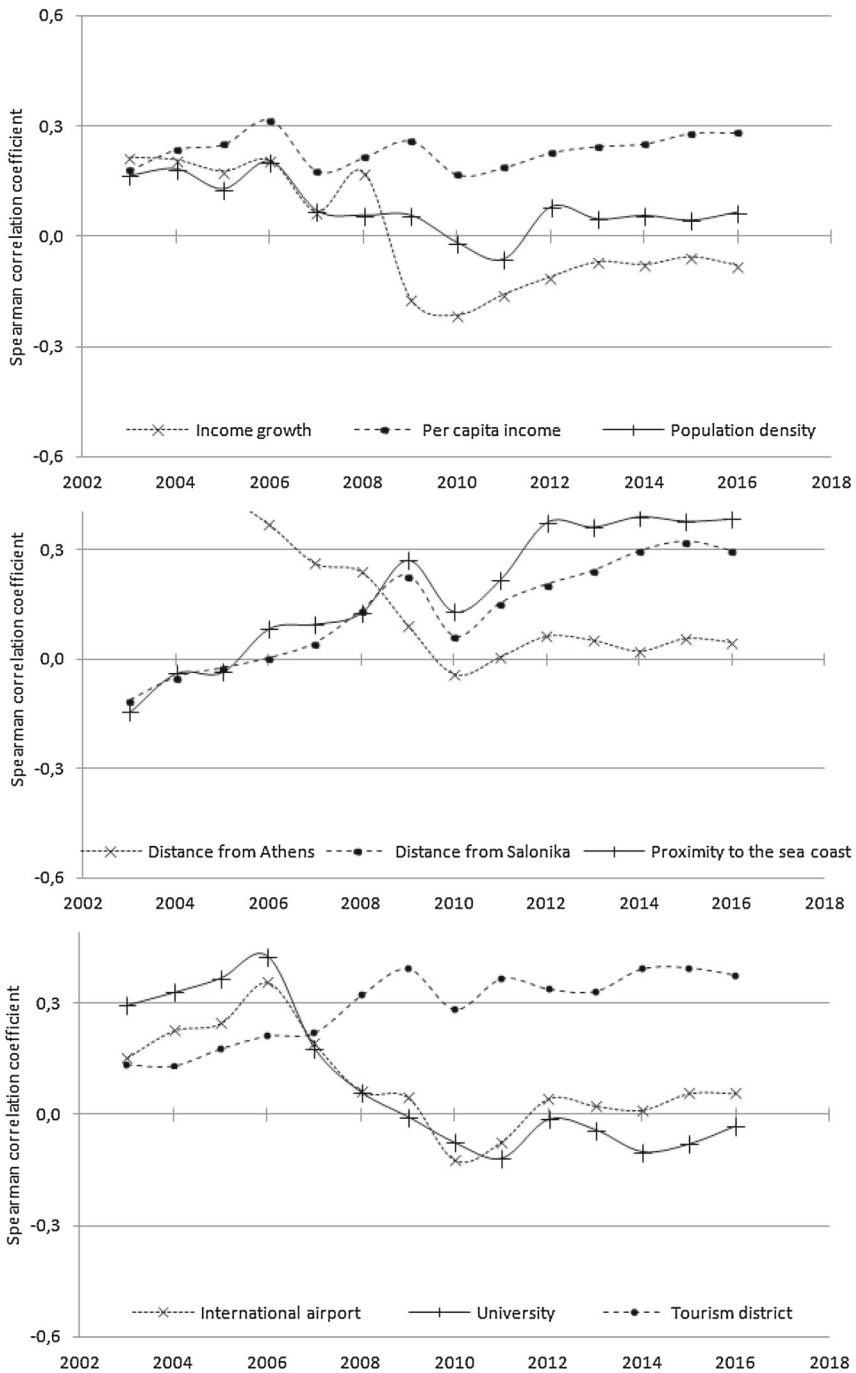 0,6
0,3
0,0
-0,3
-0,6
Spearman correlation coefficient
Income growth Per capita income Population density
2002 2004 2006 2008 2010 2012 2014 2016 2018
0,3
0,0
-0,3
-0,6
Spearman correlation coefficient
Distance from Athens Distance from Salonika Proximity to the sea coast
2002 2004 2006 2008 2010 2012 2014 2016 2018
0,3
0,0
-0,3
-0,6
Spearman correlation coefficient
International airport University Tourism district
2002 2004 2006 2008 2010 2012 2014 2016 2018